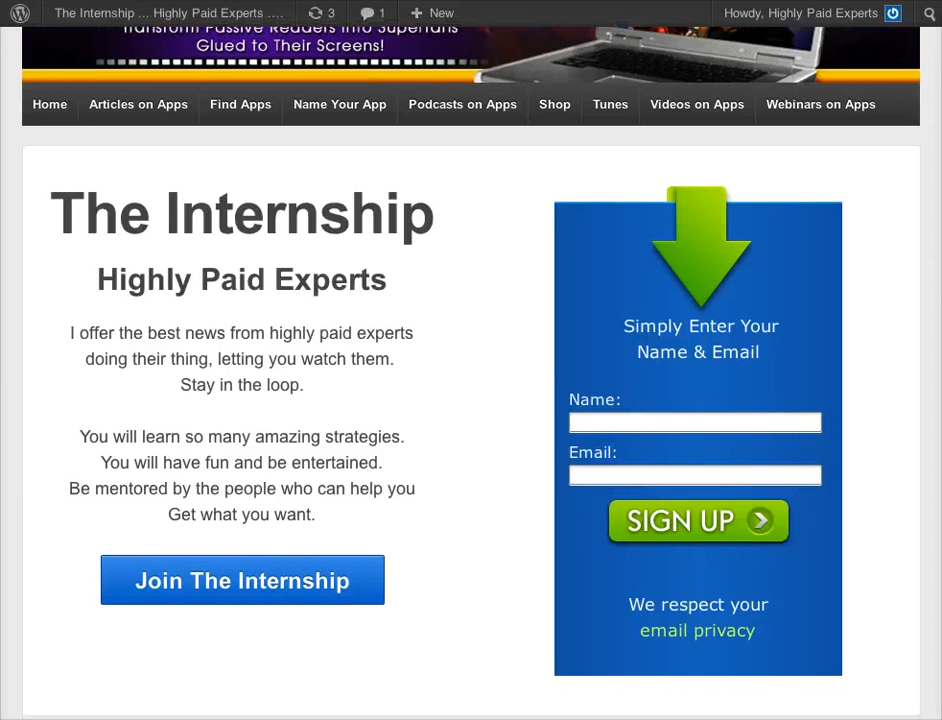 The Internship ... Highly Paid Experts .... 3 1 New Howdy, Highly Paid Experts
Transform Passive Readers Into Superfans
Glued to Their Screens!
Home Articles on Apps Find Apps Name Your App Podcasts on Apps Shop Tunes Videos on Apps Webinars on Apps
The Internship
Highly Paid Experts
I offer the best news from highly paid experts
doing their thing, letting you watch them.
Stay in the loop.
You will learn so many amazing strategies.
You will have fun and be entertained.
Be mentored by the people who can help you
Get what you want.
Join The Internship
Simply Enter Your
Name & Email
Name:
Email:
SIGN UP
We respect your
email privacy